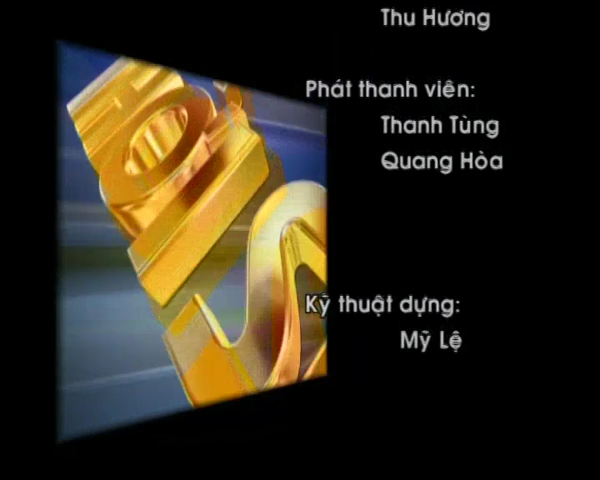 Thu Hương
Phát thanh viên:
Thanh Tùng
Quang Hòa
Kỹ thuật dựng:
Mỹ Lệ